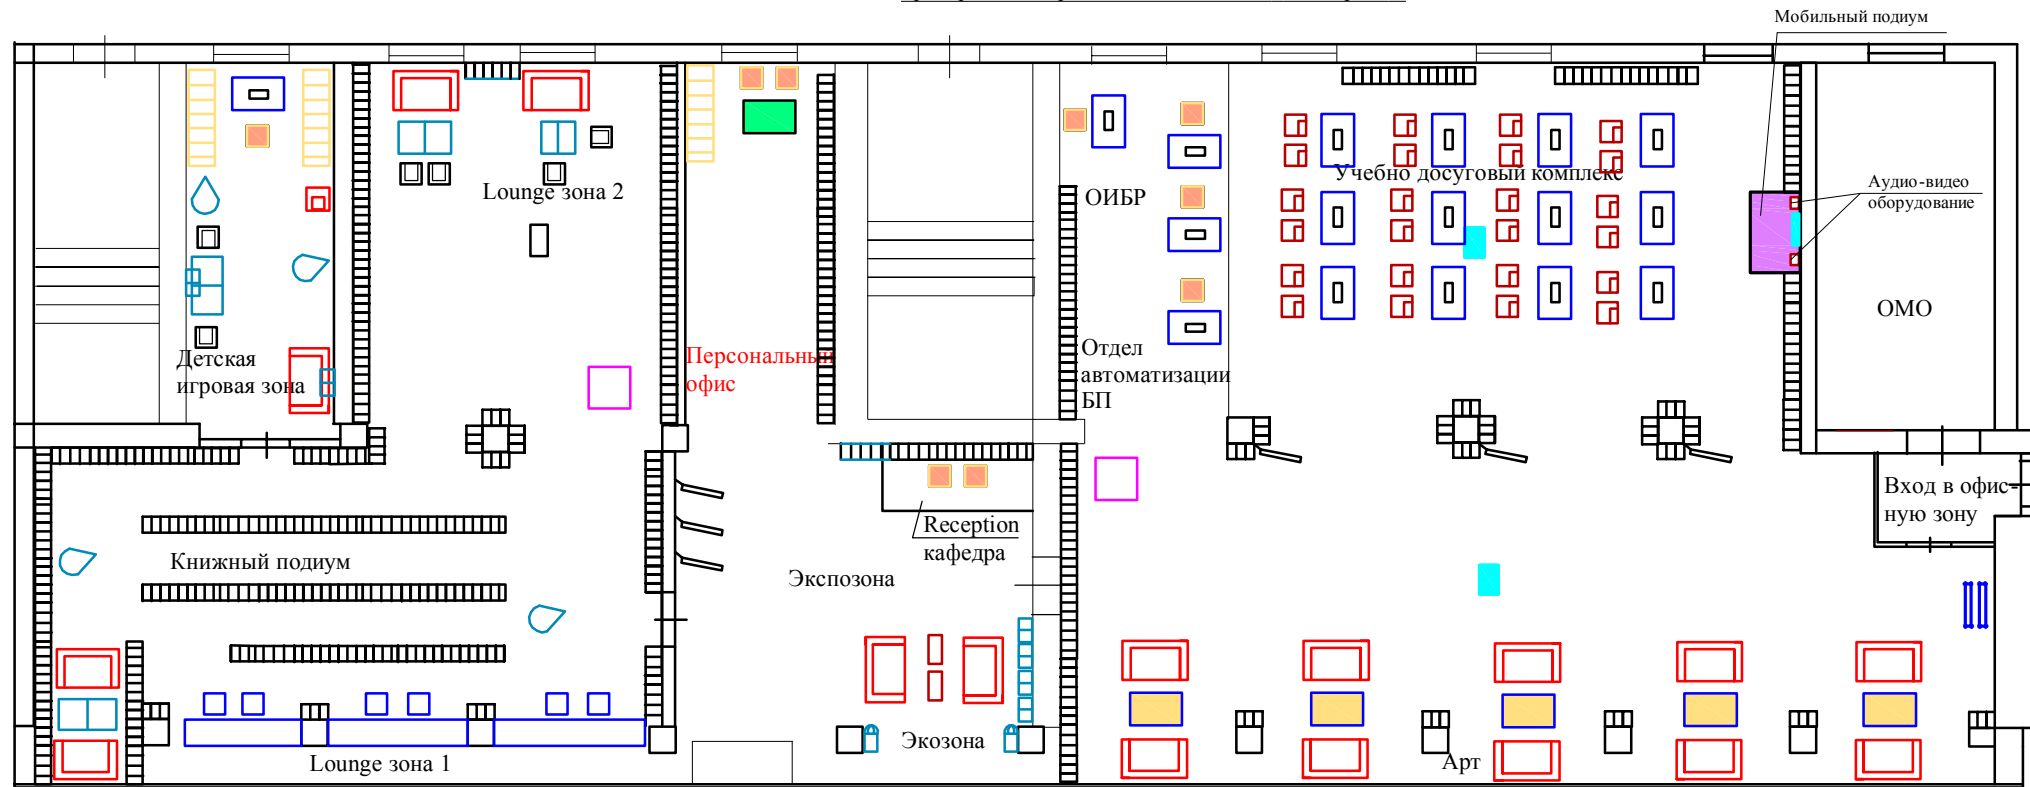 Мобильный подиум
Аудио-видео
оборудование
Lounge зона 2
Учебно досуговый комплекс
ОИБР
ОМО
Детская
игровая зона
Персональный
офис
Отдел
автоматизации
БП
Вход в офис-
ную зону
Reception
кафедра
Книжный подиум
Экспозона
Экозона
Lounge зона 1
Арт